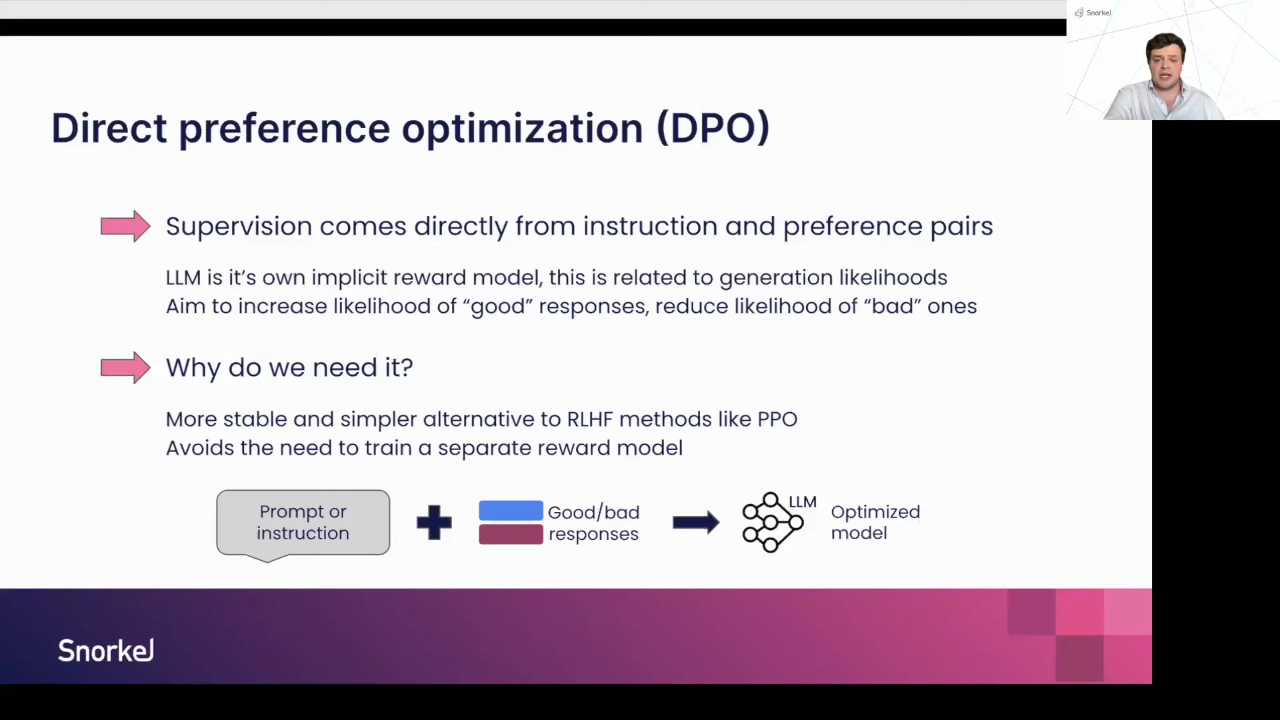 Snorkel
Direct preference optimization (DPO)
Supervision comes directly from instruction and preference pairs
LLM is it’s own implicit reward model, this is related to generation likelihoods
Aim to increase likelihood of “good” responses, reduce likelihood of “bad” ones
Why do we need it?
More stable and simpler alternative to RLHF methods like PPO
Avoids the need to train a separate reward model
Prompt or
instruction
Good/bad
responses
LLM
Optimized
model
Snorkel